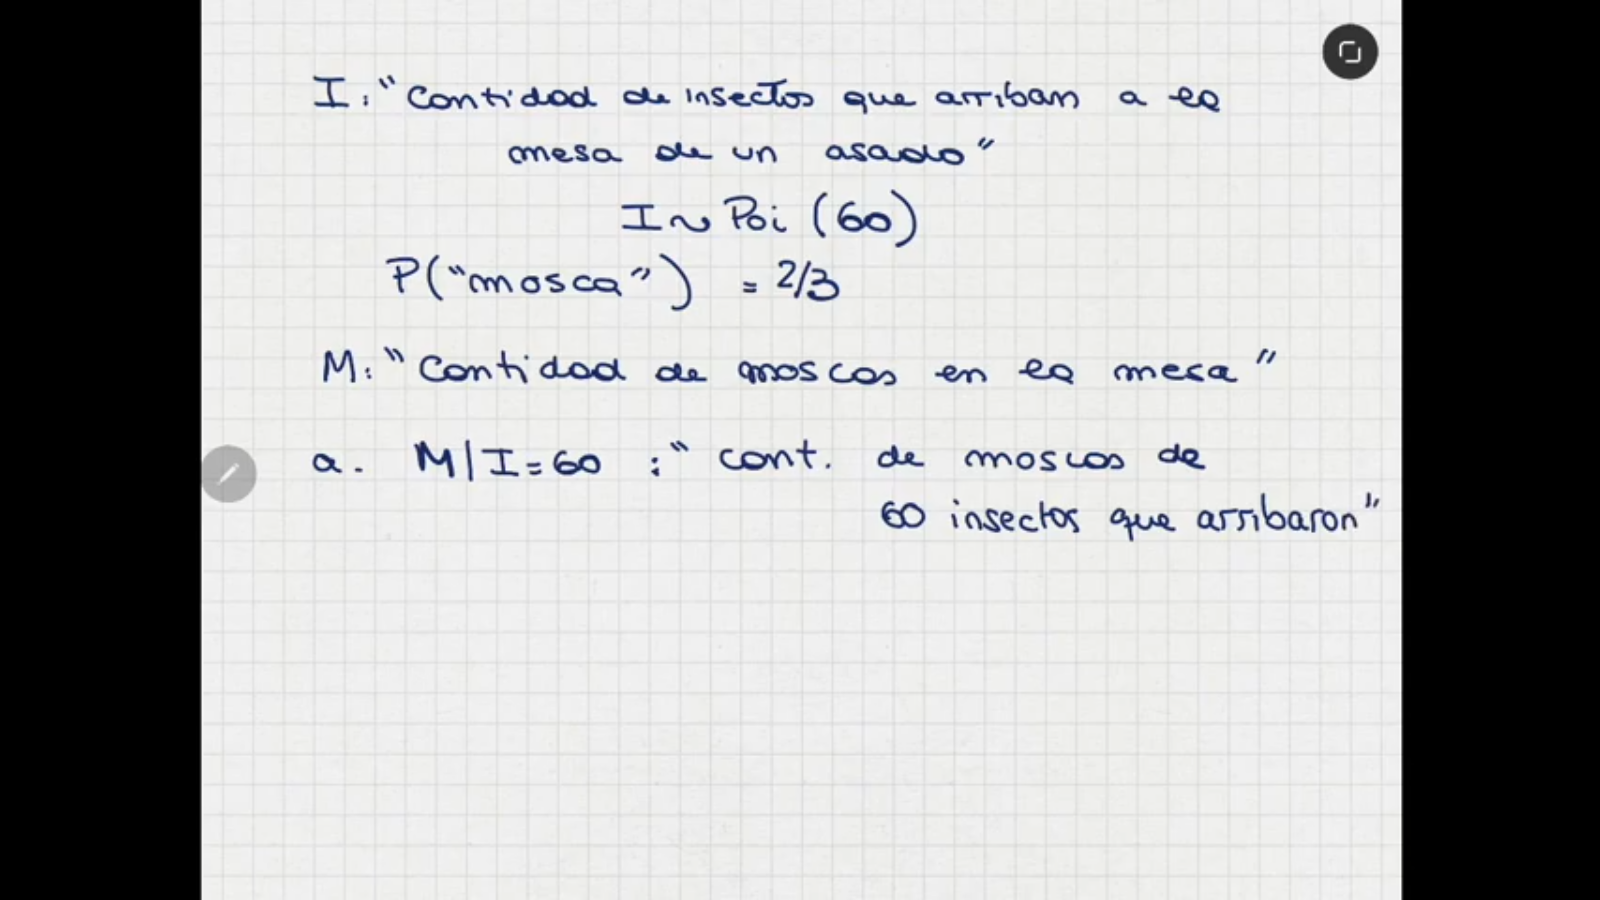 I: "Cantidad de insectos que arriban a la
mesa de un asado"
I ~ Poi (60)
P("mosca") = 2/3
M: "Cantidad de moscas en la mesa"
a. M|I=60 : "cant. de moscas de
60 insectos que arribaron"